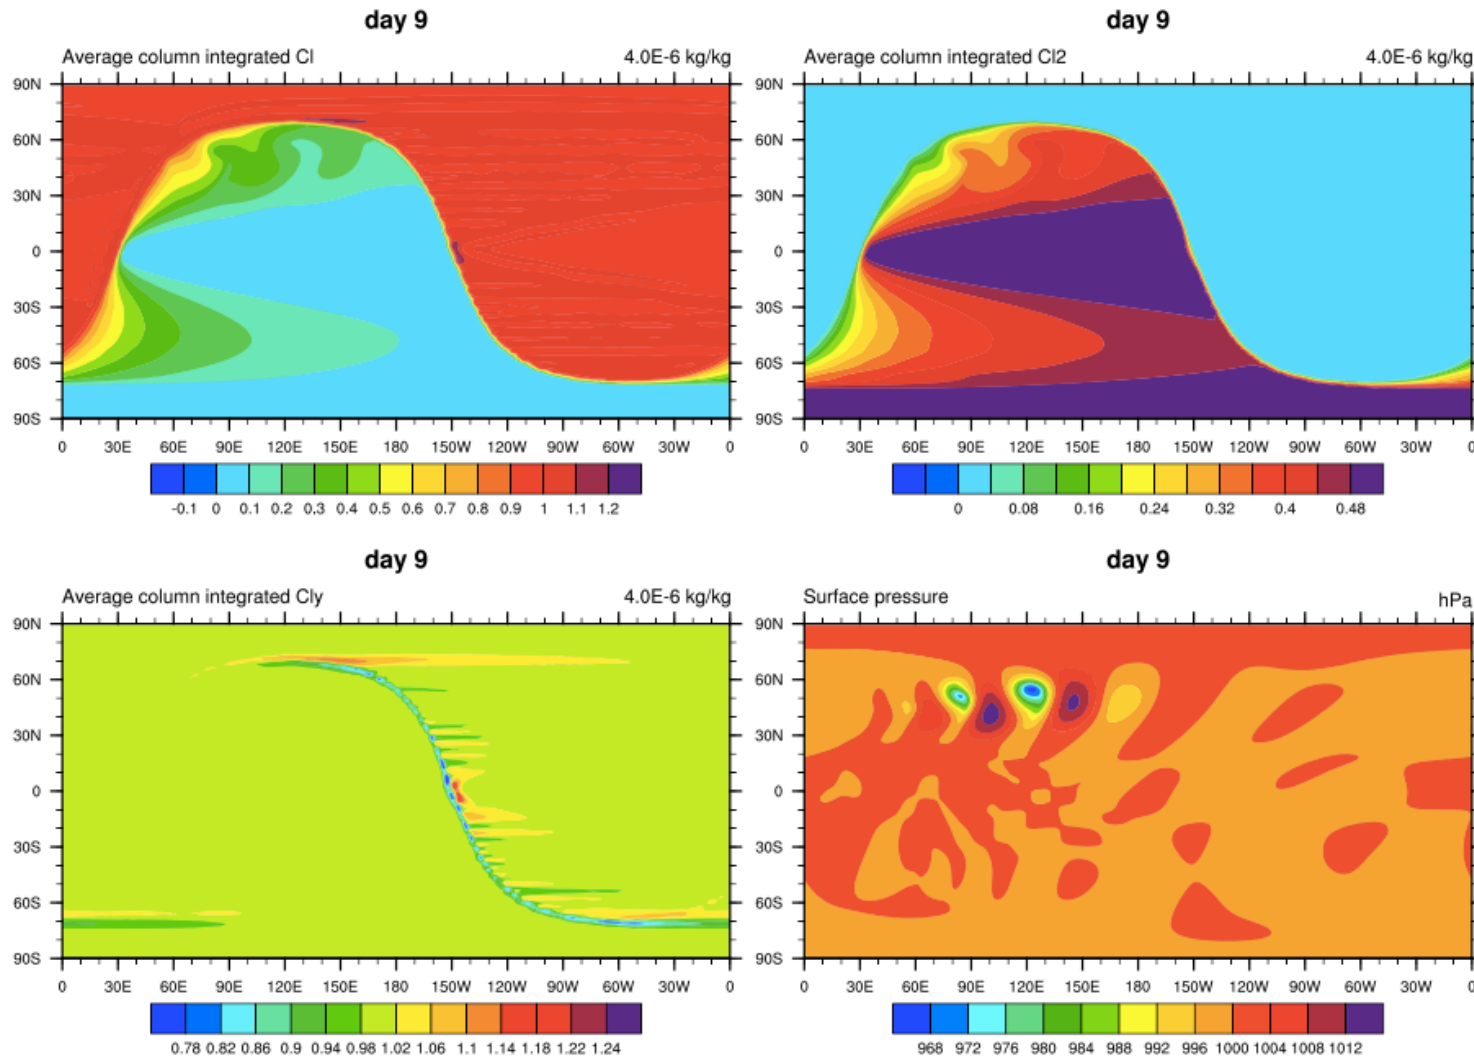 day 9
Average column integrated Cl 4.0E-6 kg/kg
90N
60N
30N
0
30S
60S
90S
0 30E 60E 90E 120E 150E 180 150W 120W 90W 60W 30W 0
-0.1 0 0.1 0.2 0.3 0.4 0.5 0.6 0.7 0.8 0.9 1 1.1 1.2
day 9
Average column integrated Cl2 4.0E-6 kg/kg
90N
60N
30N
0
30S
60S
90S
0 30E 60E 90E 120E 150E 180 150W 120W 90W 60W 30W 0
0 0.08 0.16 0.24 0.32 0.4 0.48
day 9
Average column integrated Cly 4.0E-6 kg/kg
90N
60N
30N
0
30S
60S
90S
0 30E 60E 90E 120E 150E 180 150W 120W 90W 60W 30W 0
0.78 0.82 0.86 0.9 0.94 0.98 1.02 1.06 1.1 1.14 1.18 1.22 1.24
day 9
Surface pressure hPa
90N
60N
30N
0
30S
60S
90S
0 30E 60E 90E 120E 150E 180 150W 120W 90W 60W 30W 0
968 972 976 980 984 988 992 996 1000 1004 1008 1012